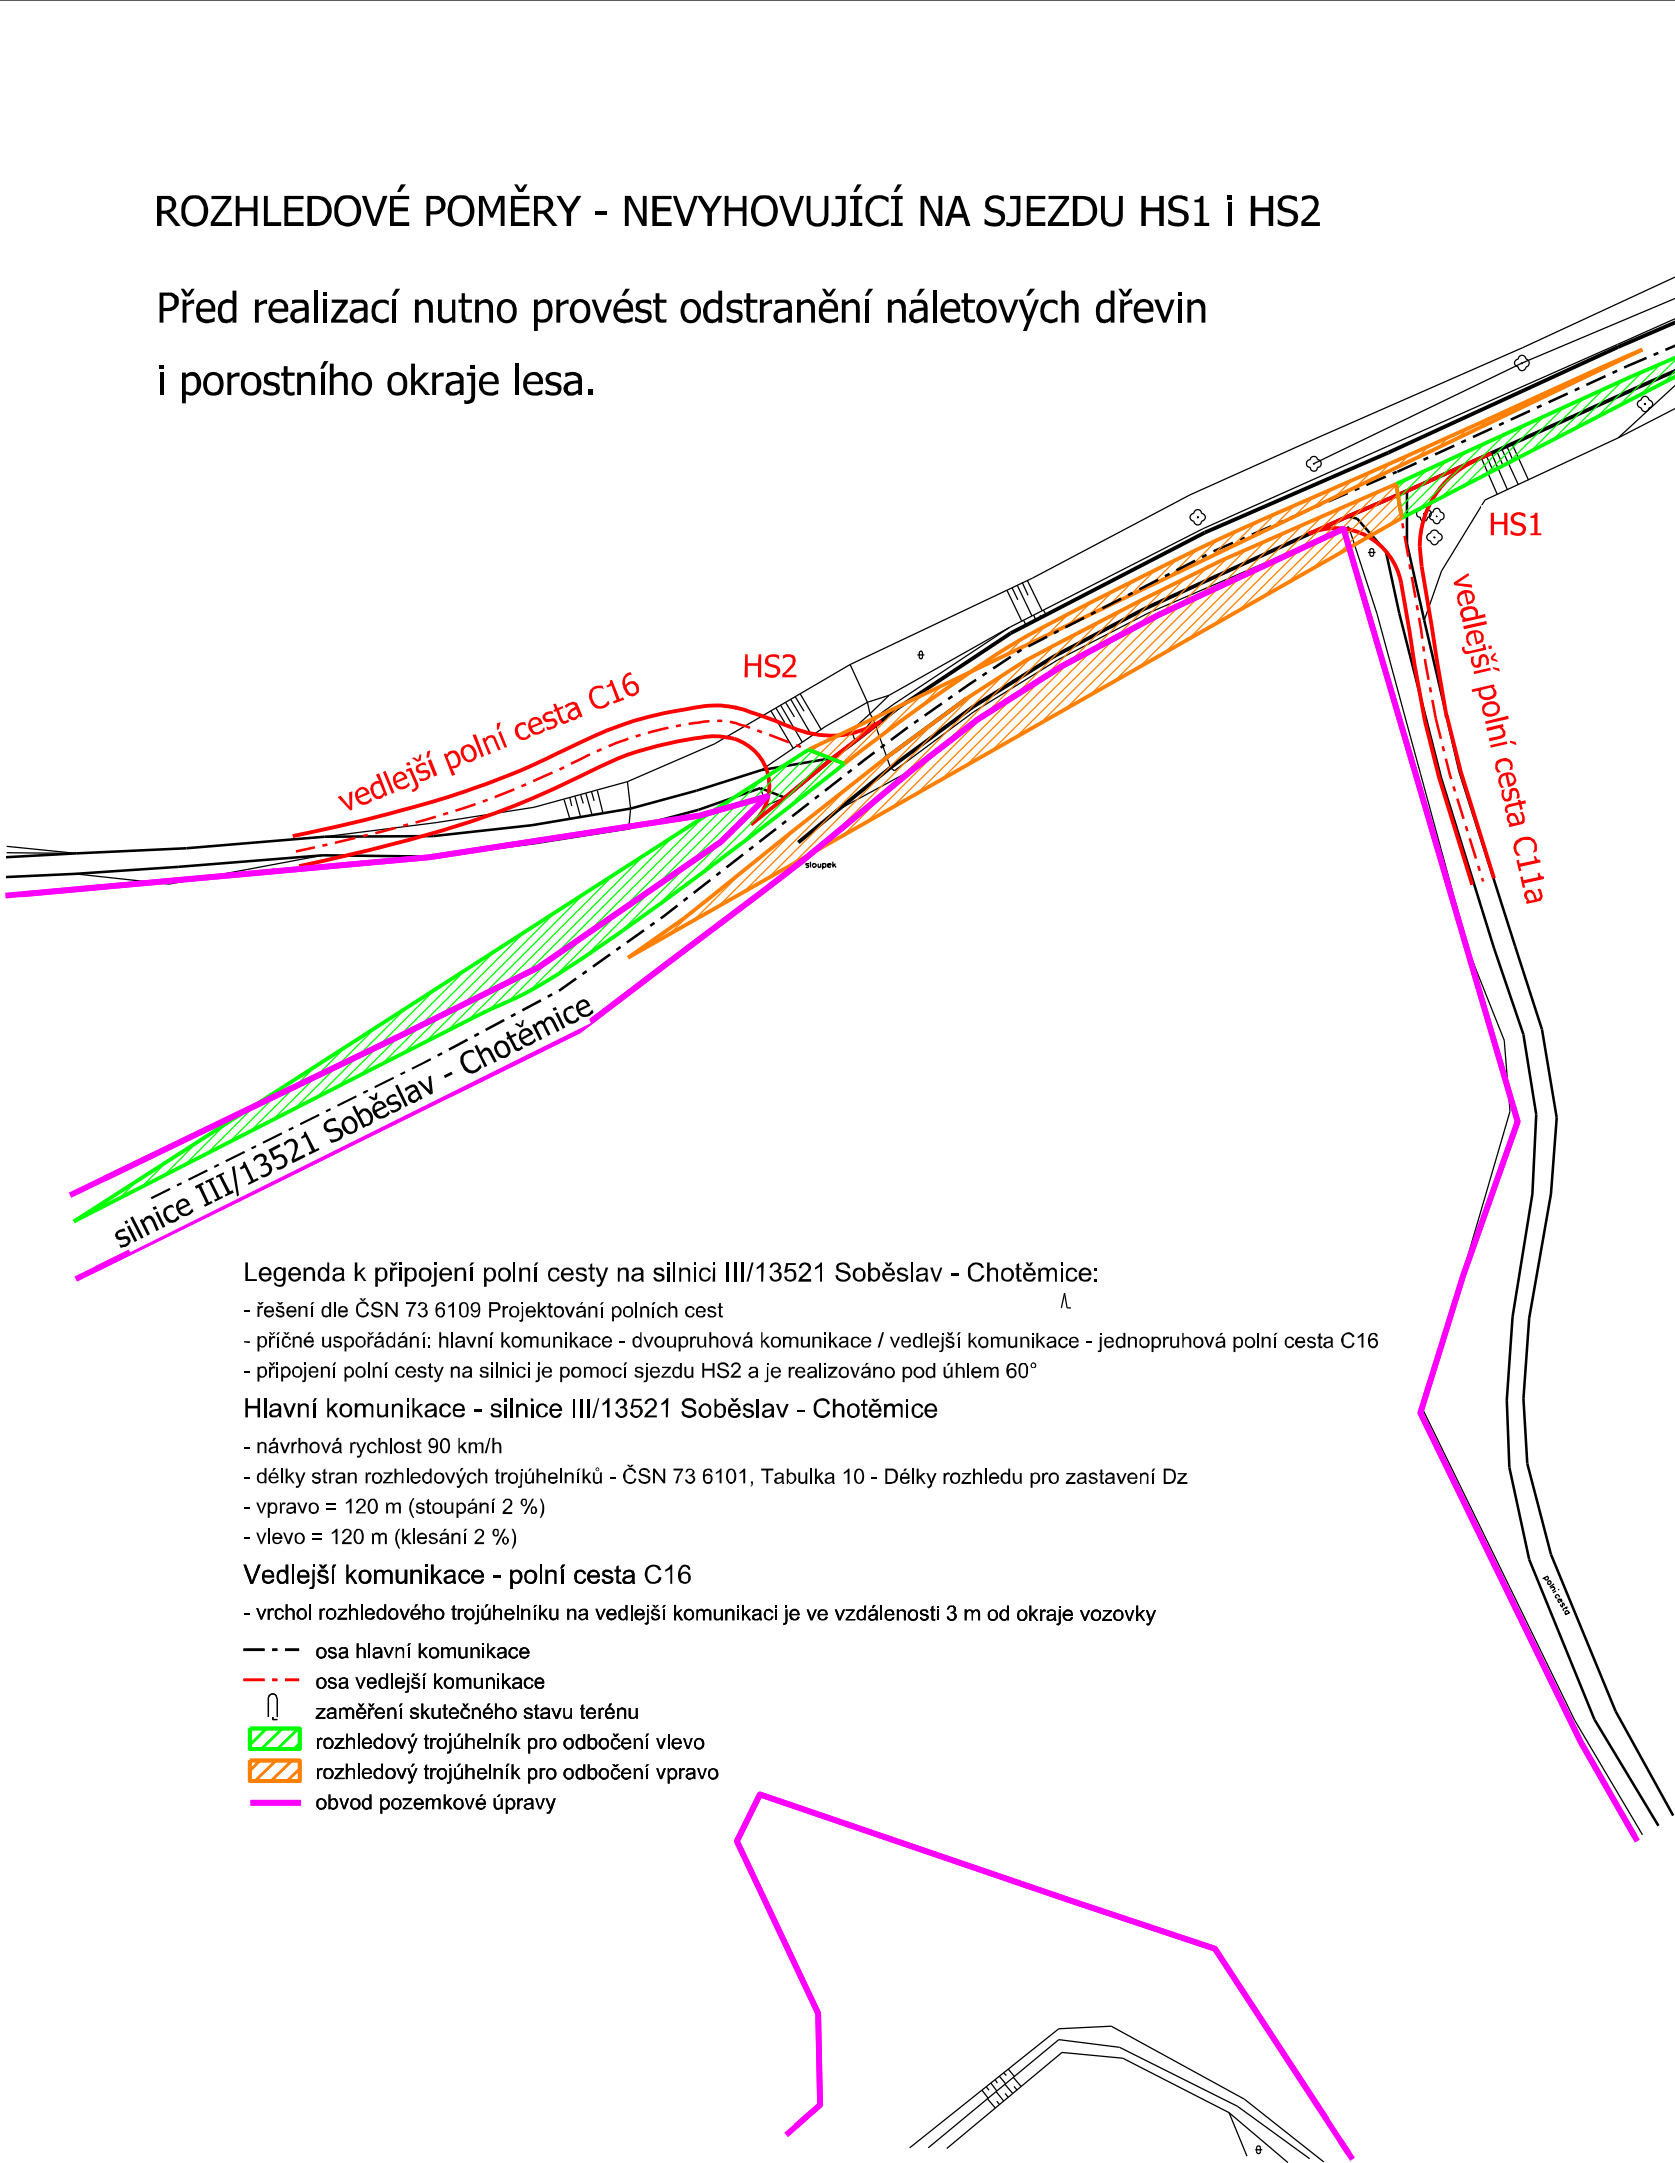 ROZHLEDOVÉ POMĚRY - NEVYHOVUJÍCÍ NA SJEZDU HS1 i HS2
Před realizací nutno provést odstranění náletových dřevin
i porostního okraje lesa.
HS1
HS2
vedlejší polní cesta C16
vedlejší polní cesta C11a
sloupek
silnice III/13521 Soběslav - Chotěmice
Legenda k připojení polní cesty na silnici III/13521 Soběslav - Chotěmice:
- řešení dle ČSN 73 6109 Projektování polních cest
- příčné uspořádání: hlavní komunikace - dvoupruhová komunikace / vedlejší komunikace - jednopruhová polní cesta C16
- připojení polní cesty na silnici je pomocí sjezdu HS2 a je realizováno pod úhlem 60°
Hlavní komunikace - silnice III/13521 Soběslav - Chotěmice
- návrhová rychlost 90 km/h
- délky stran rozhledových trojúhelníků - ČSN 73 6101, Tabulka 10 - Délky rozhledu pro zastavení Dz
- vpravo = 120 m (stoupání 2 %)
- vlevo = 120 m (klesání 2 %)
Vedlejší komunikace - polní cesta C16
- vrchol rozhledového trojúhelníku na vedlejší komunikaci je ve vzdálenosti 3 m od okraje vozovky
polní cesta
osa hlavní komunikace
osa vedlejší komunikace
zaměření skutečného stavu terénu
rozhledový trojúhelník pro odbočení vlevo
rozhledový trojúhelník pro odbočení vpravo
obvod pozemkové úpravy